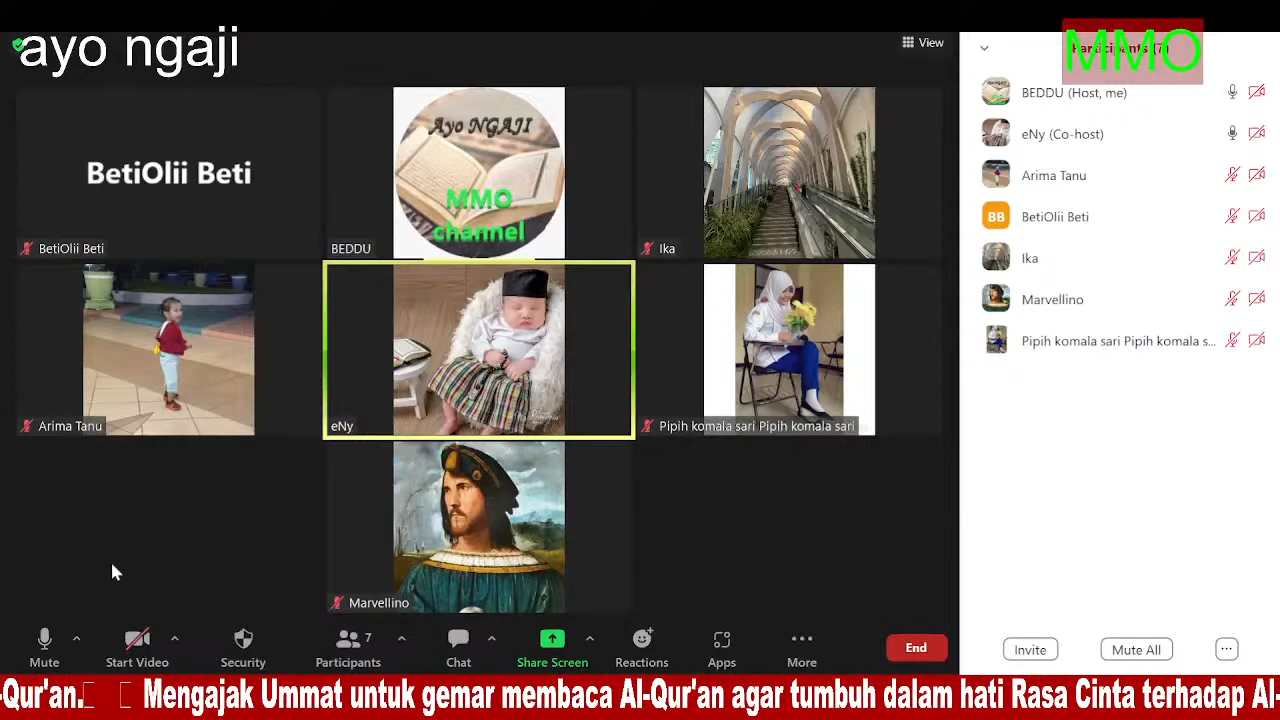 ayo ngaji
View
MMO
Participants (7)
BetiOlii Beti
BetiOlii Beti
Ayo NGAJI
MMO
channel
BEDDU
Ika
Arima Tanu
eNy
Pipih komala sari Pipih komala sari
Marvellino
BEDDU (Host, me)
eNy (Co-host)
Arima Tanu
BB
BetiOlii Beti
Ika
Marvellino
Pipih komala sari Pipih komala s...
Mute
Start Video
Security
7
Participants
Chat
Share Screen
Reactions
Apps
More
End
Invite
Mute All
-Qur'an. Mengajak Ummat untuk gemar membaca Al-Qur'an agar tumbuh dalam hati Rasa Cinta terhadap Al-